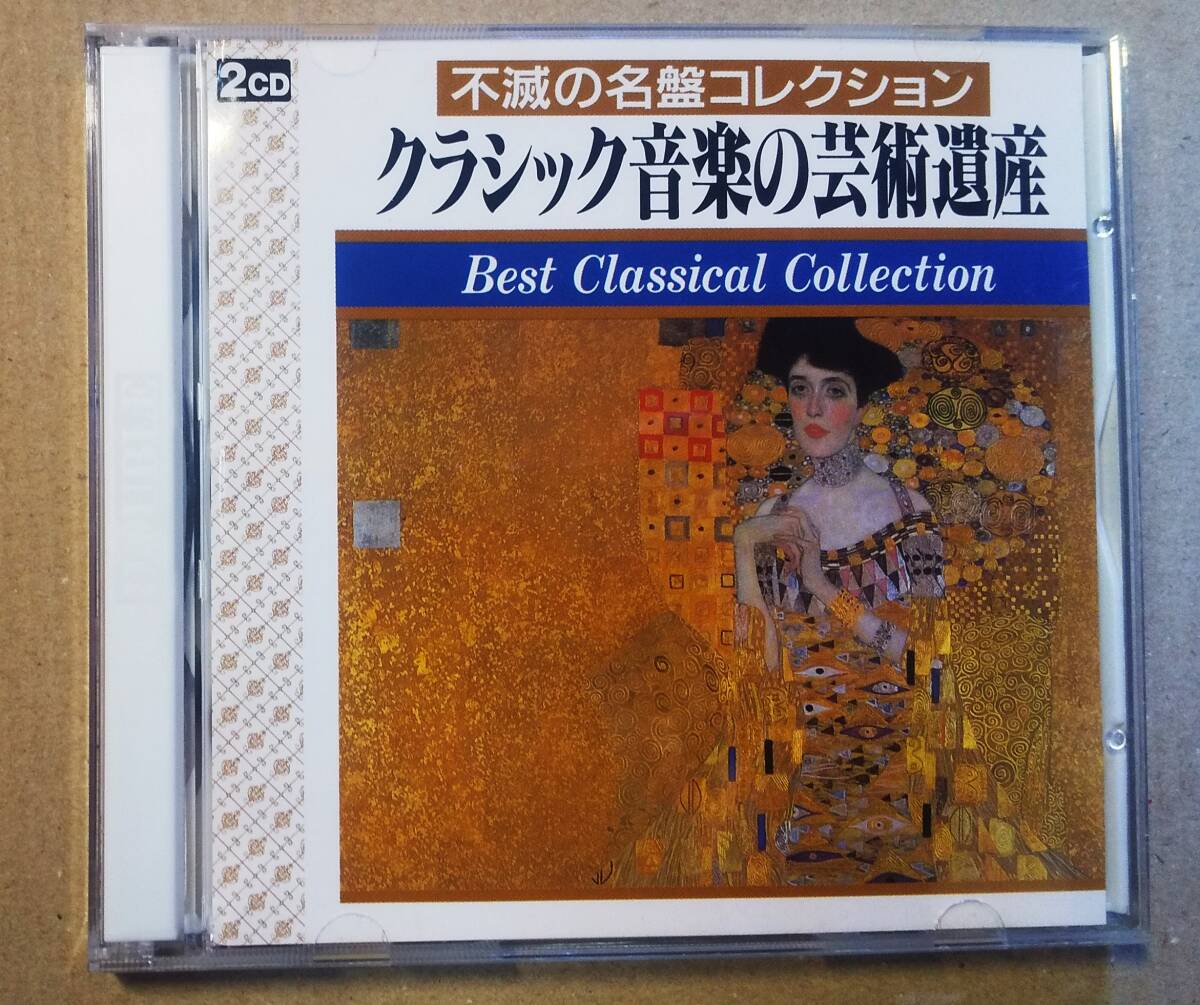 2CD
不滅の名盤コレクション
クラシック音楽の芸術遺産
Best Classical Collection